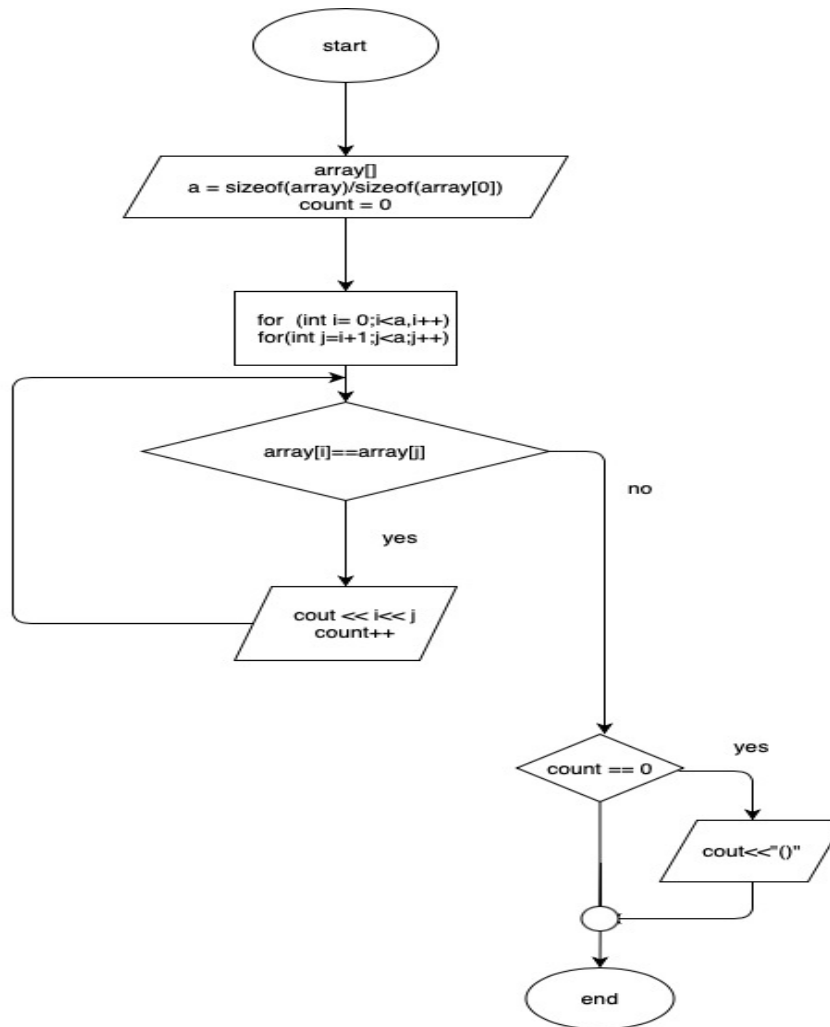 start
array[]
a = sizeof(array)/sizeof(array[0])
count = 0
for (int i= 0;i<a,i++)
for(int j=i+1;j<a;j++)
array[i]==array[j]
no
yes
cout << i<< j
count++
yes
count == 0
cout<<"()"
end